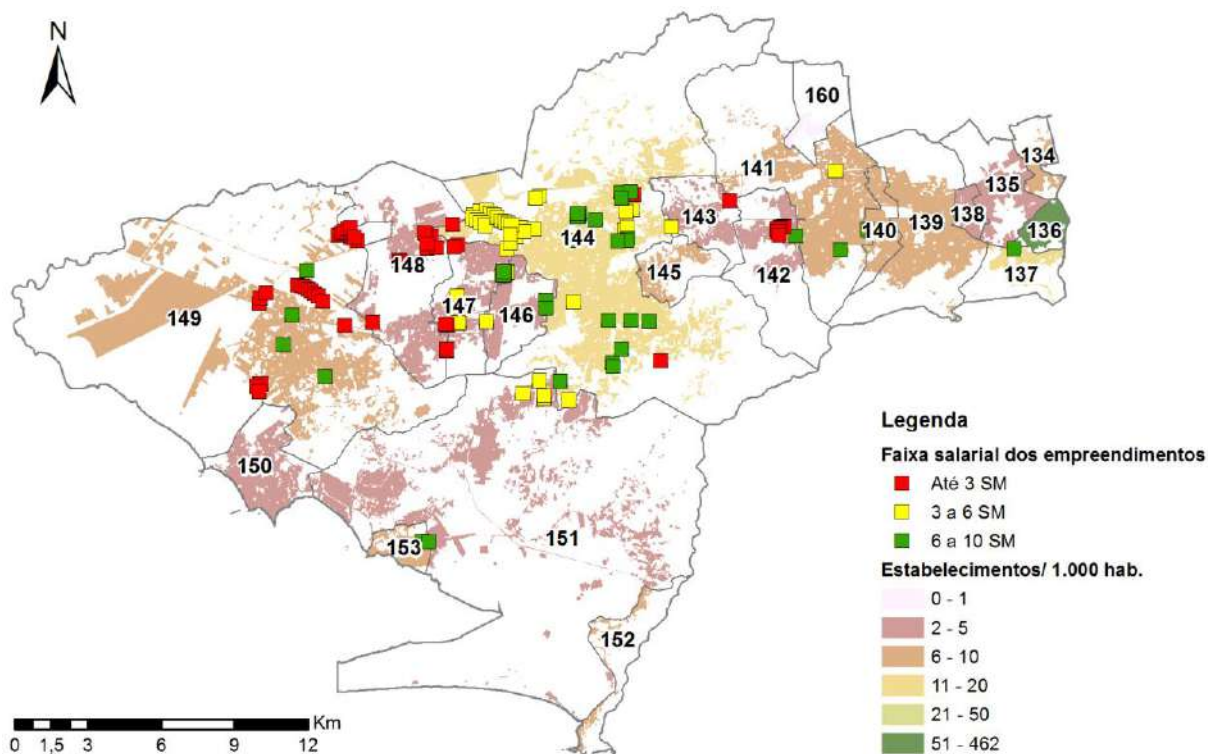 N
160
134
141
135
143
138
139
144
140
136
148
142
137
145
149
147
146
150
151
153
152
Legenda
Faixa salarial dos empreendimentos
Até 3 SM
3 a 6 SM
6 a 10 SM
Estabelecimentos/ 1.000 hab.
0 - 1
2 - 5
6 - 10
11 - 20
21 - 50
51 - 462
Km
0 1,5 3 6 9 12